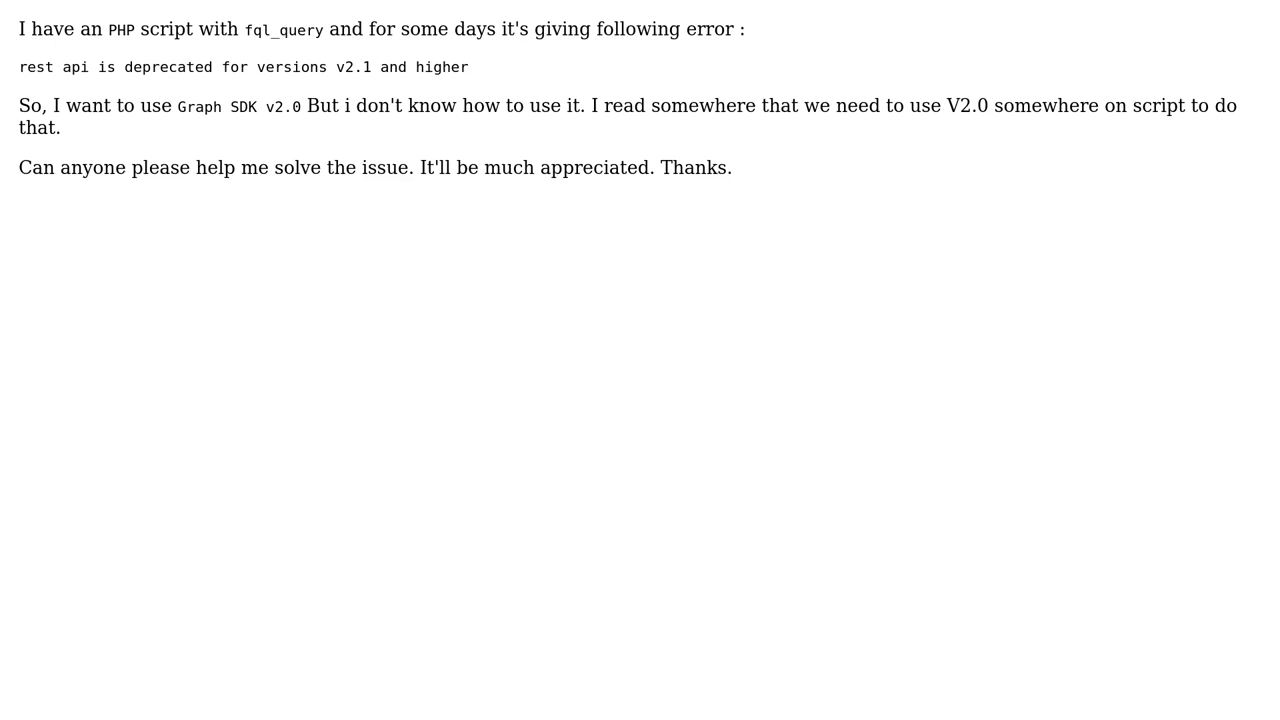 I have an PHP script with fql_query and for some days it's giving following error :
rest api is deprecated for versions v2.1 and higher
So, I want to use Graph SDK v2.0 But i don't know how to use it. I read somewhere that we need to use V2.0 somewhere on script to do
that.
Can anyone please help me solve the issue. It'll be much appreciated. Thanks.